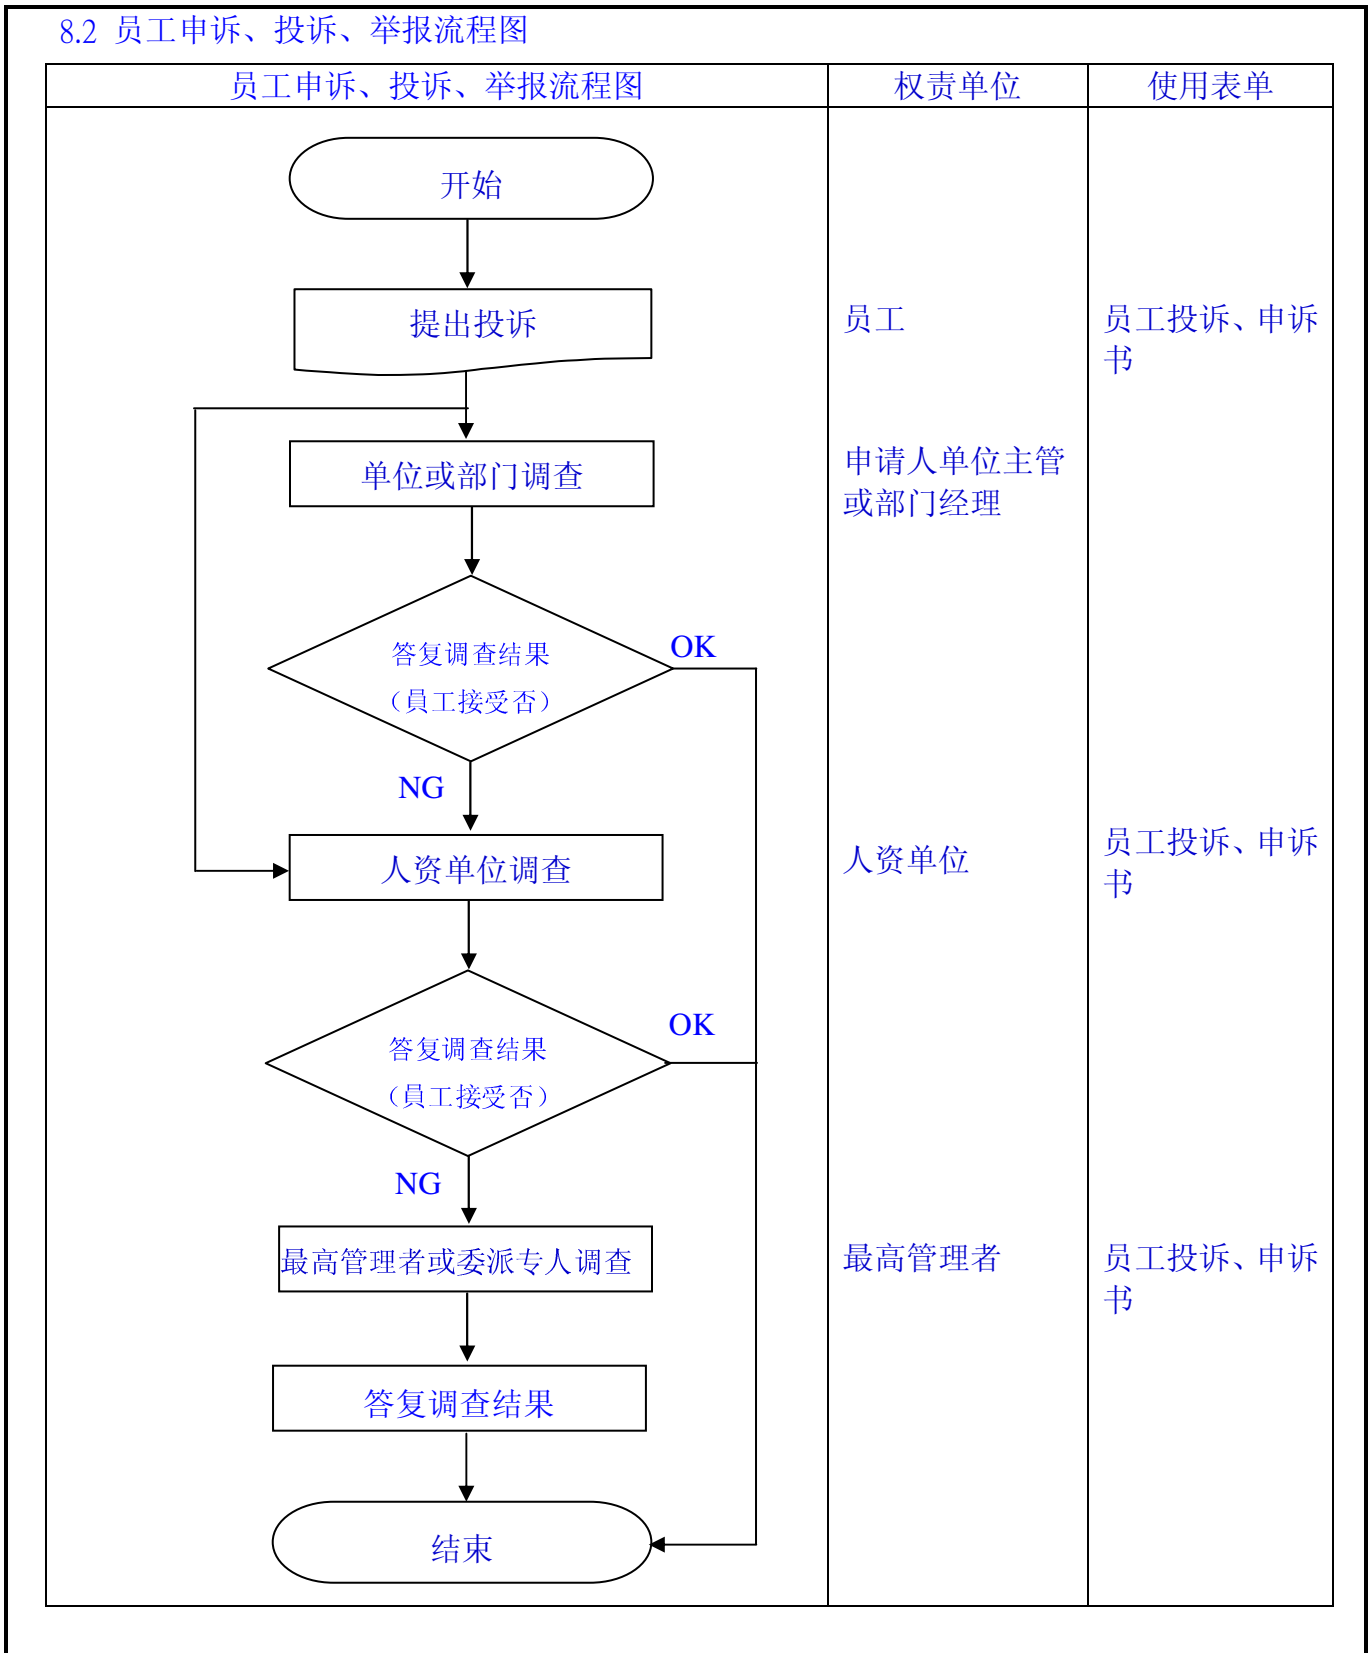 8.2 员工申诉、投诉、举报流程图
员工申诉、投诉、举报流程图
权责单位
使用表单
开始
提出投诉
员工
员工投诉、申诉
书
单位或部门调查
申请人单位主管
或部门经理
答复调查结果
（員工接受否）
OK
NG
人资单位调查
人资单位
员工投诉、申诉
书
答复调查结果
（員工接受否）
OK
NG
最高管理者或委派专人调查
最高管理者
员工投诉、申诉
书
答复调查结果
结束